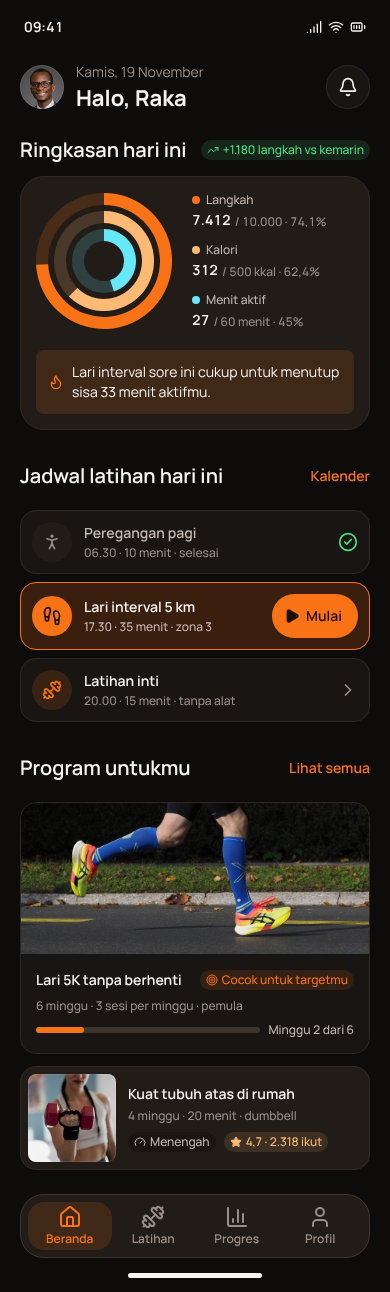 09:41
Kamis, 19 November
Halo, Raka
Ringkasan hari ini
+1.180 langkah vs kemarin
Langkah
7.412 / 10.000 · 74,1%
Kalori
312 / 500 kkal · 62,4%
Menit aktif
27 / 60 menit · 45%
Lari interval sore ini cukup untuk menutup
sisa 33 menit aktifmu.
Jadwal latihan hari ini
Kalender
Peregangan pagi
06.30 · 10 menit · selesai
Lari interval 5 km
17.30 · 35 menit · zona 3
Mulai
Latihan inti
20.00 · 15 menit · tanpa alat
Program untukmu
Lihat semua
Lari 5K tanpa berhenti
Cocok untuk targetmu
6 minggu · 3 sesi per minggu · pemula
Minggu 2 dari 6
Kuat tubuh atas di rumah
4 minggu · 20 menit · dumbbell
Menengah
4,7 · 2.318 ikut
Beranda
Latihan
Progres
Profil